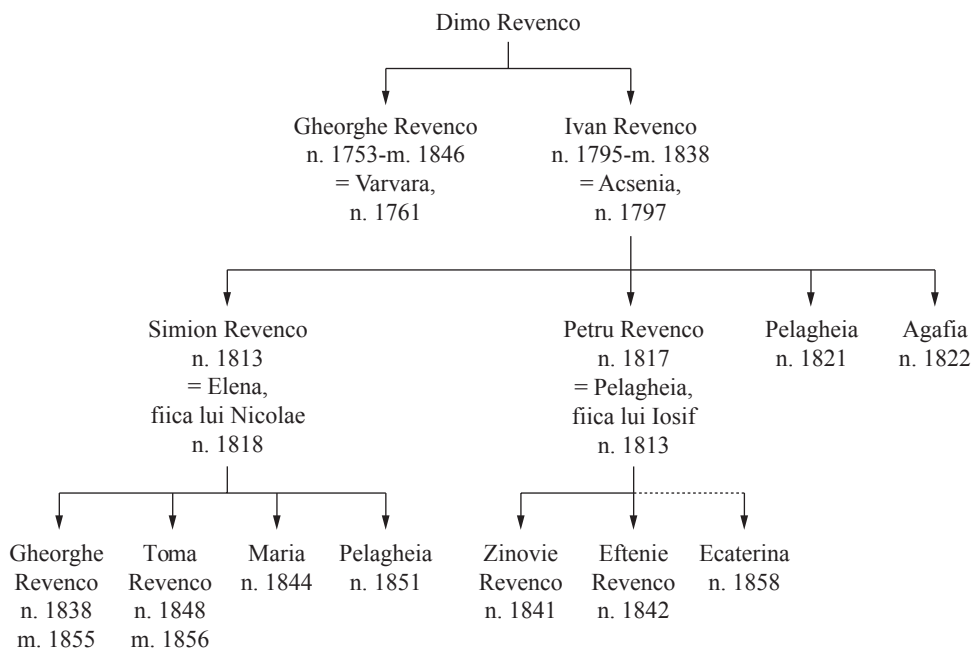 Dimo Revenco
Gheorghe Revenco
n. 1753-m. 1846
= Varvara,
n. 1761
Ivan Revenco
n. 1795-m. 1838
= Acsenia,
n. 1797
Simion Revenco
n. 1813
= Elena,
fiica lui Nicolae
n. 1818
Petru Revenco
n. 1817
= Pelagheia,
fiica lui Iosif
n. 1813
Pelagheia
n. 1821
Agafia
n. 1822
Gheorghe
Revenco
n. 1838
m. 1855
Toma
Revenco
n. 1848
m. 1856
Maria
n. 1844
Pelagheia
n. 1851
Zinovie
Revenco
n. 1841
Eftenie
Revenco
n. 1842
Ecaterina
n. 1858